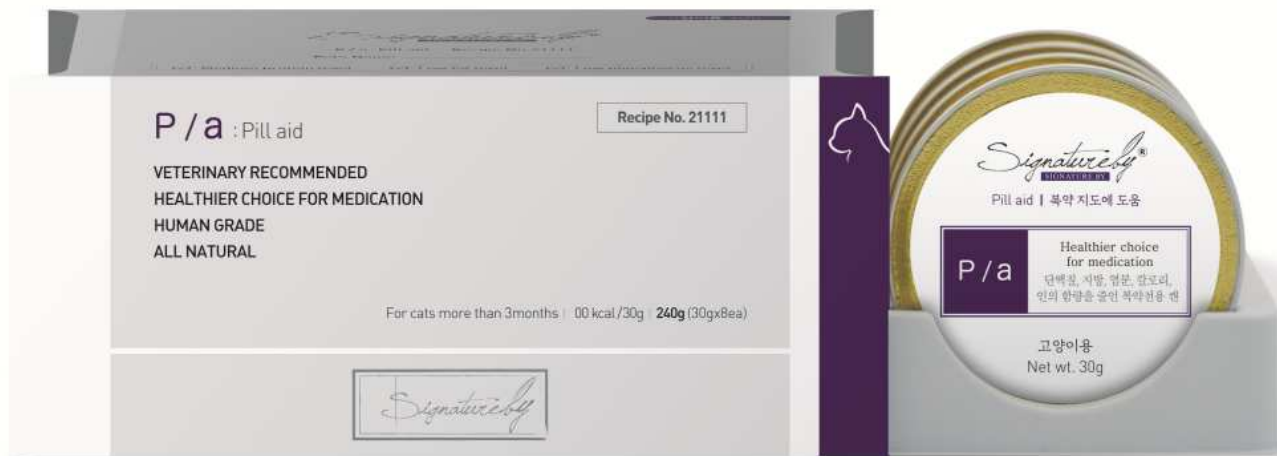 P / a : Pill aid
Recipe No. 21111
VETERINARY RECOMMENDED
HEALTHIER CHOICE FOR MEDICATION
HUMAN GRADE
ALL NATURAL
For cats more than 3months | 00 kcal/30g | 240g (30gx8ea)
Signatureby
Signatureby®
SIGNATURE BY
Pill aid | 복약 지도에 도움
P / a
Healthier choice
for medication
단백질, 지방, 염분, 칼로리,
인의 함량을 줄인 복약전용 캔
고양이용
Net wt. 30g